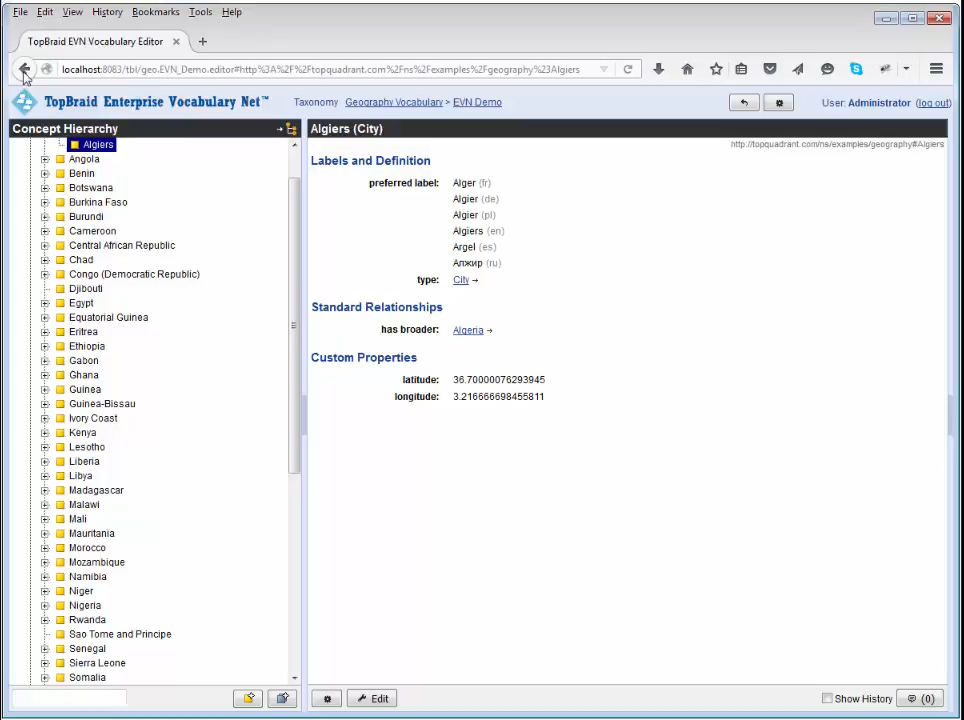 File Edit View History Bookmarks Tools Help
TopBraid EVN Vocabulary Editor
localhost:8083/tbl/geo.EVN_Demo.editor#http%3A%2F%2Ftopquadrant.com%2Fns%2Fexamples%2Fgeography%23Algiers
TopBraid Enterprise Vocabulary Net™ Taxonomy Geography Vocabulary > EVN Demo User: Administrator (log out)
Concept Hierarchy
Algiers
Angola
Benin
Botswana
Burkina Faso
Burundi
Cameroon
Central African Republic
Chad
Congo (Democratic Republic)
Djibouti
Egypt
Equatorial Guinea
Eritrea
Ethiopia
Gabon
Ghana
Guinea
Guinea-Bissau
Ivory Coast
Kenya
Lesotho
Liberia
Libya
Madagascar
Malawi
Mali
Mauritania
Morocco
Mozambique
Namibia
Niger
Nigeria
Rwanda
Sao Tome and Principe
Senegal
Sierra Leone
Somalia
Algiers (City)
http://topquadrant.com/ns/examples/geography#Algiers
Labels and Definition
preferred label: Alger (fr)
Algier (de)
Algier (pl)
Algiers (en)
Argel (es)
Алжир (ru)
type: City
Standard Relationships
has broader: Algeria
Custom Properties
latitude: 36.70000076293945
longitude: 3.216666698455811
Edit
Show History (0)